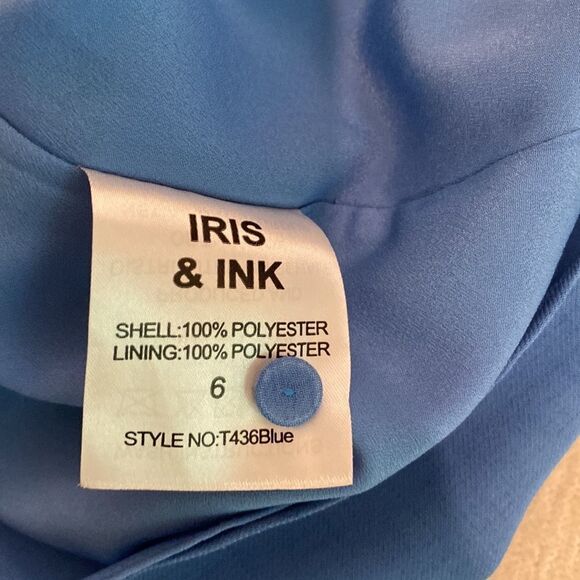 IRIS
& INK
SHELL:100% POLYESTER
LINING:100% POLYESTER
6
STYLE NO:T436Blue